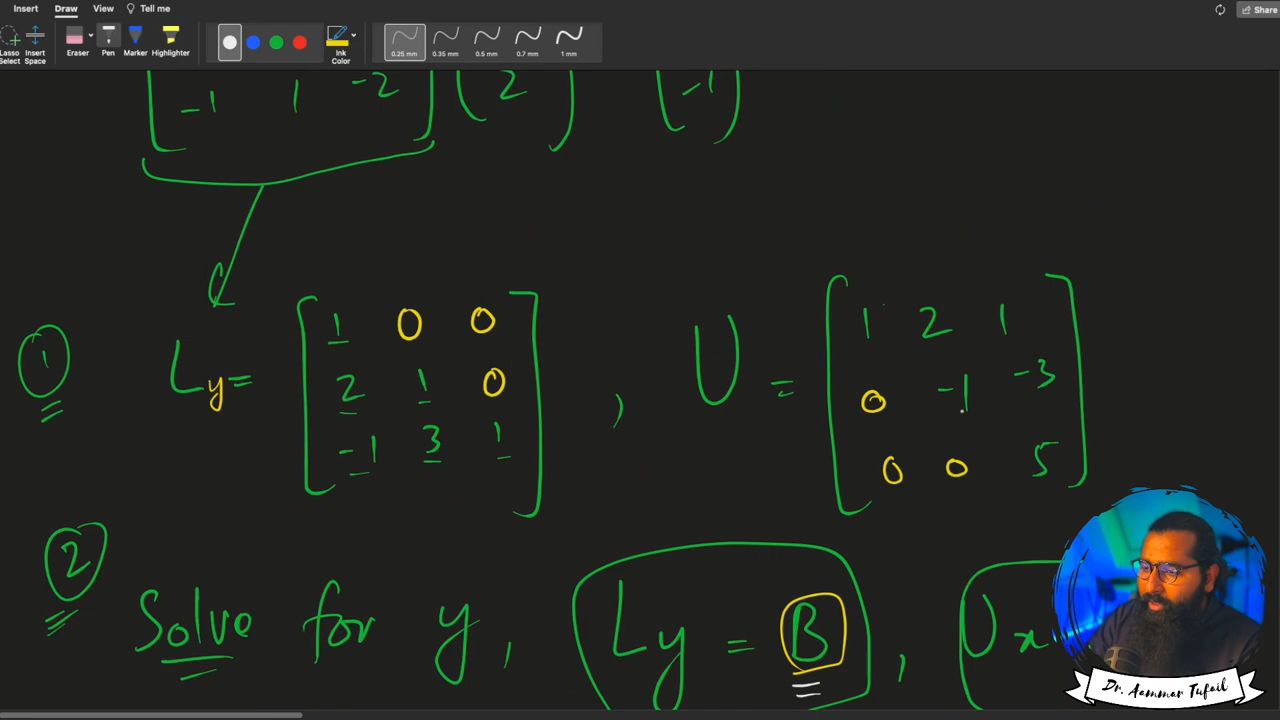 Insert Draw View Tell me Share
Lasso Select Insert Space Eraser Pen Marker Highlighter Ink Color 0.25 mm 0.35 mm 0.5 mm 0.7 mm 1 mm
-1 1 -2 2 -1
1 Ly = 1 0 0 , U = 1 2 1
2 1 0 0 -1 -3
-1 3 1 0 0 5
2 Solve for y, Ly = B , Ux
Dr. Aammar Tufail